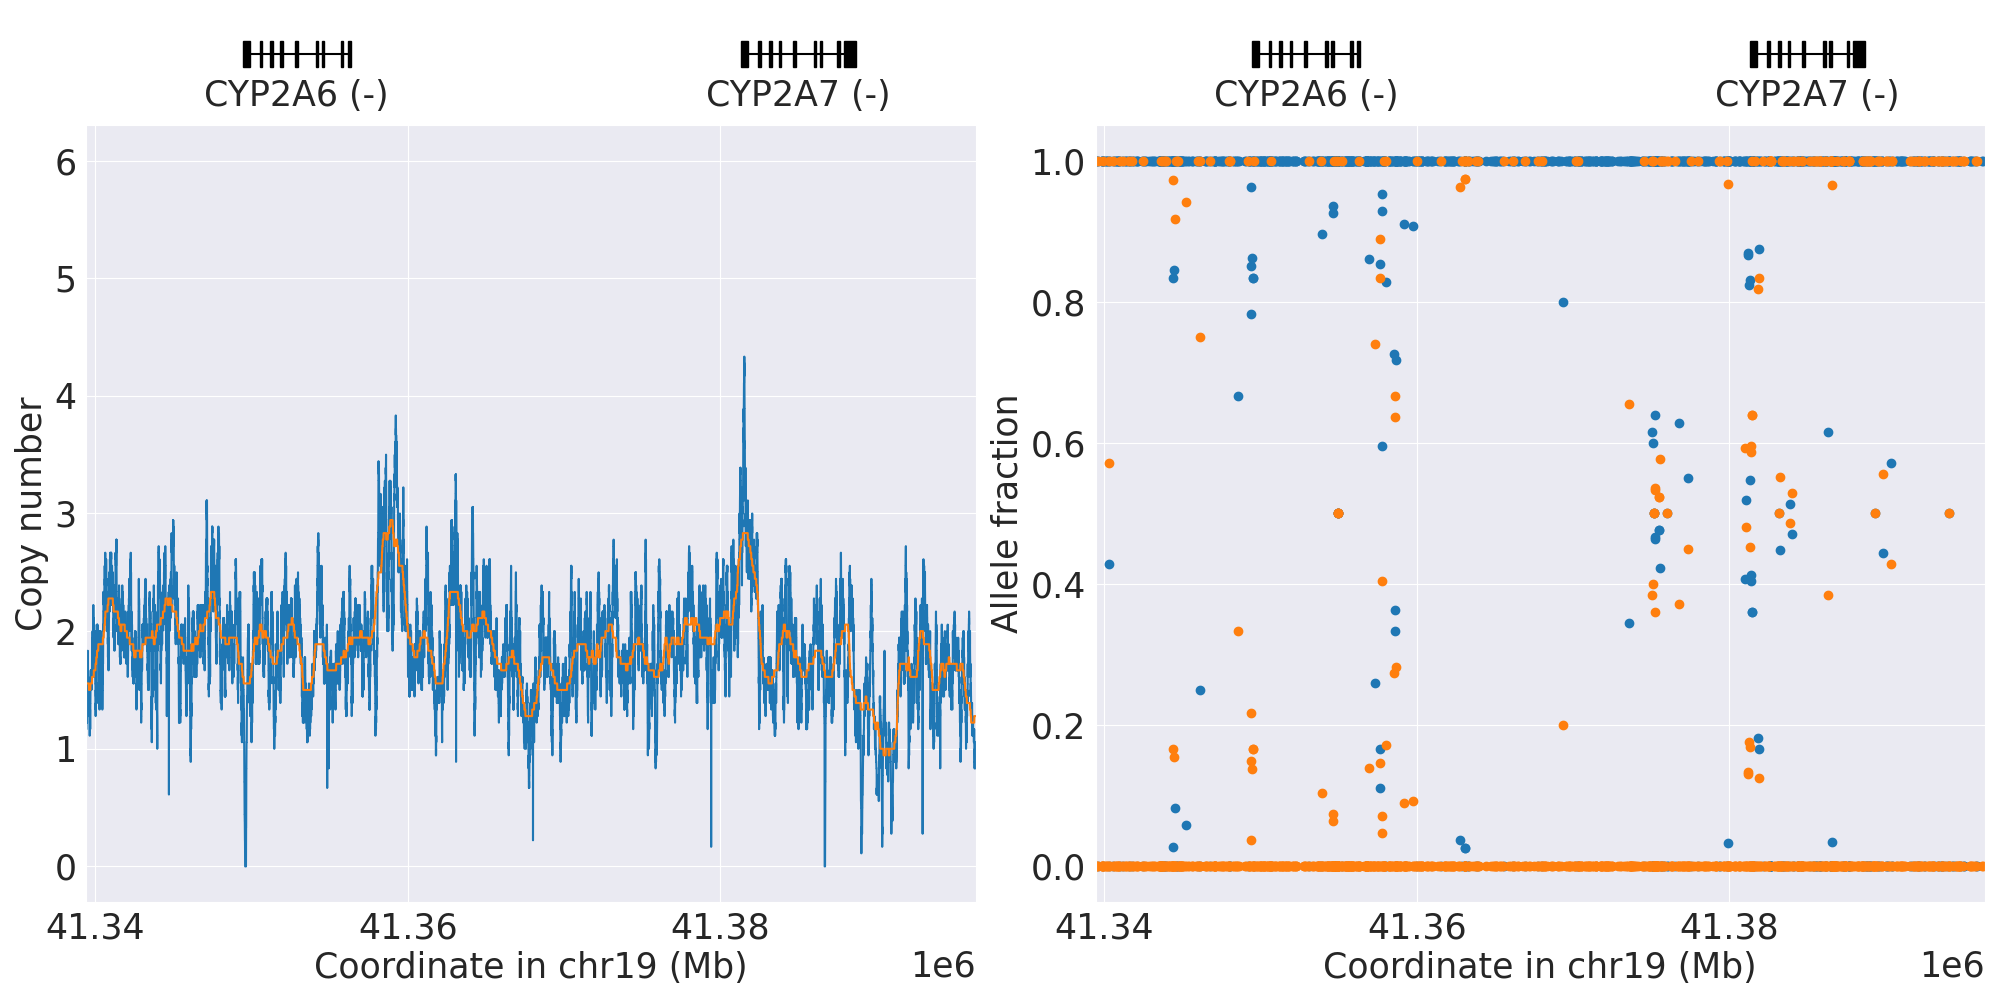 CYP2A6 (-)
CYP2A7 (-)
CYP2A6 (-)
CYP2A7 (-)
6
5
4
3
2
1
0
Copy number
41.34
41.36
41.38
Coordinate in chr19 (Mb)
1e6
1.0
0.8
0.6
0.4
0.2
0.0
Allele fraction
41.34
41.36
41.38
Coordinate in chr19 (Mb)
1e6